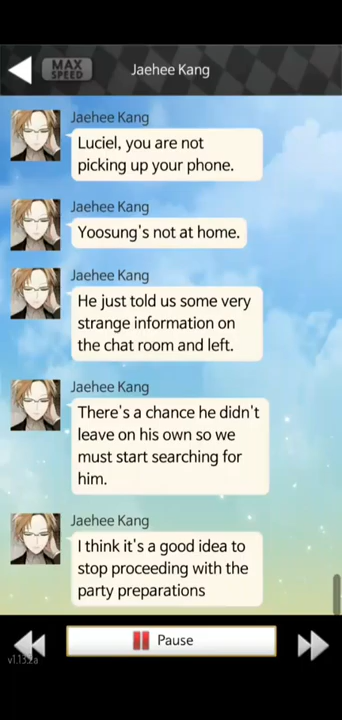 MAX
SPEED
Jaehee Kang
Jaehee Kang
Luciel, you are not
picking up your phone.
Jaehee Kang
Yoosung's not at home.
Jaehee Kang
He just told us some very
strange information on
the chat room and left.
Jaehee Kang
There's a chance he didn't
leave on his own so we
must start searching for
him.
Jaehee Kang
I think it's a good idea to
stop proceeding with the
party preparations
Pause
v1.13.2a